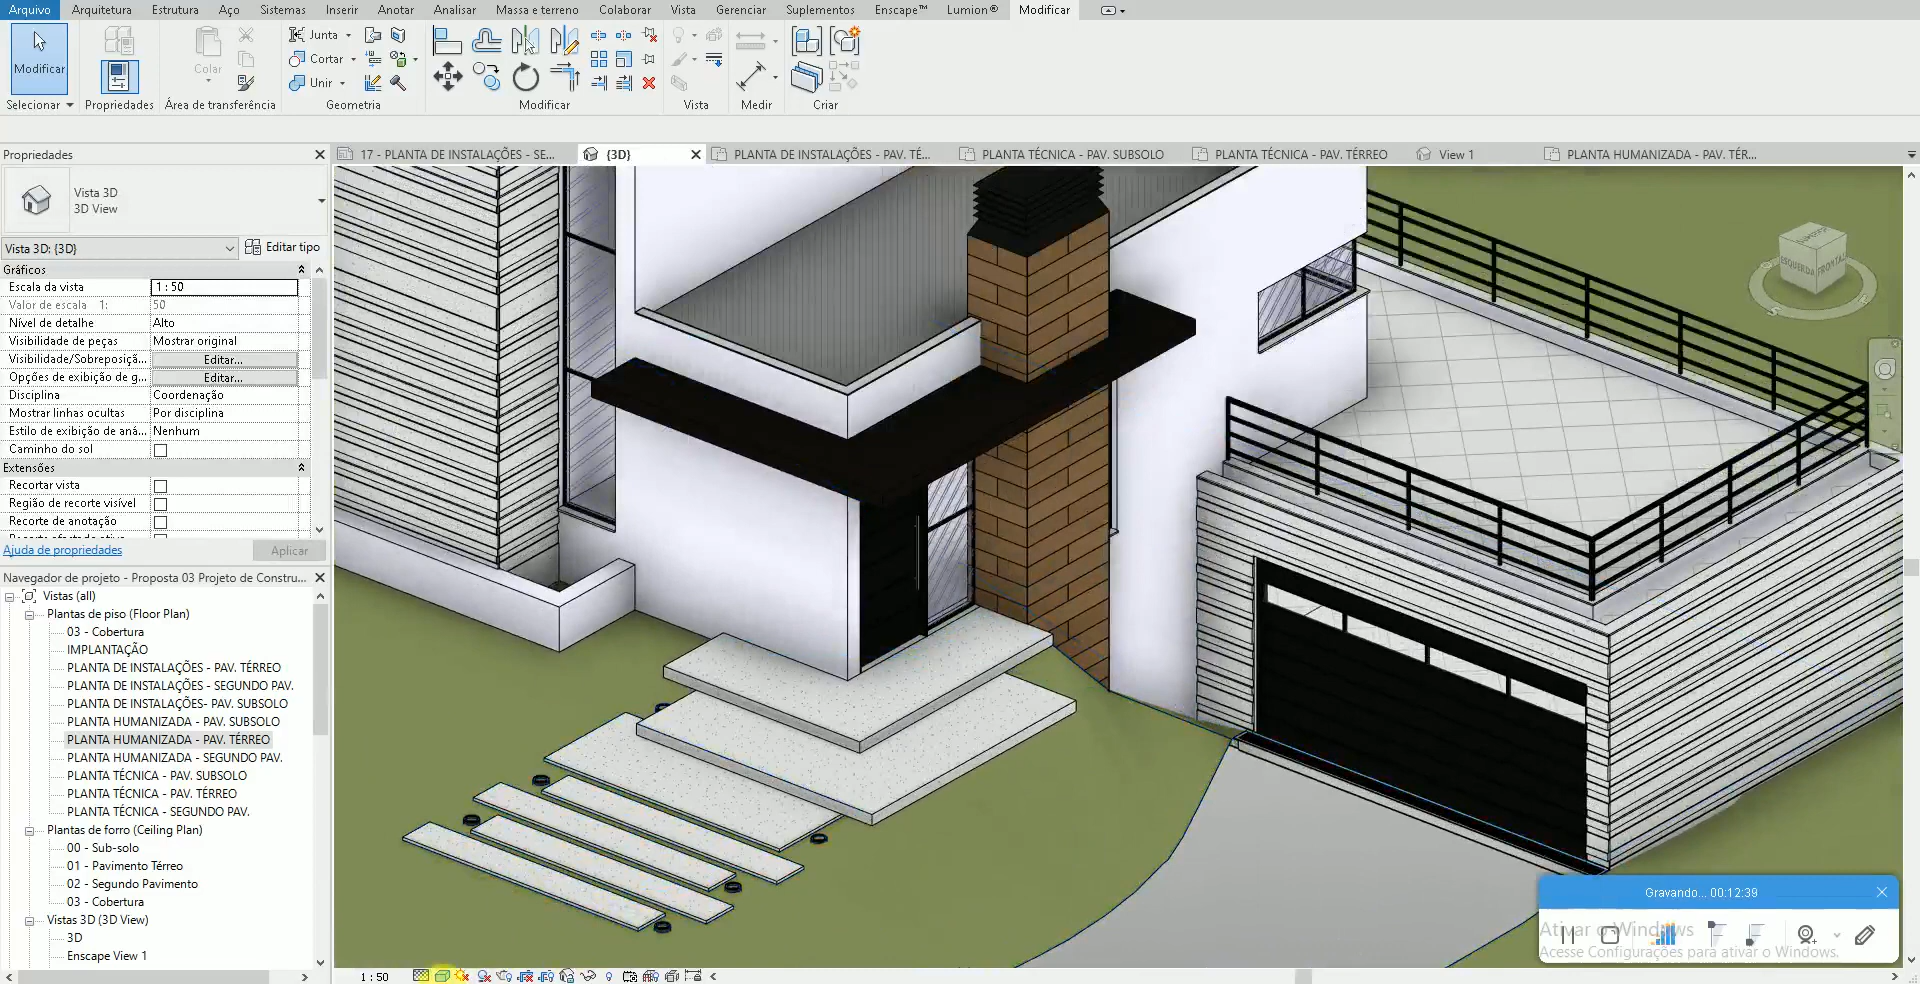 Arquivo Arquitetura Estrutura Aço Sistemas Inserir Anotar Analisar Massa e terreno Colaborar Vista Gerenciar Suplementos Enscape™ Lumion® Modificar
Modificar
Colar
Junta
Cortar
Unir
Selecionar Propriedades Área de transferência Geometria Modificar Vista Medir Criar
Propriedades
17 - PLANTA DE INSTALAÇÕES - SE... {3D} PLANTA DE INSTALAÇÕES - PAV. TÉ... PLANTA TÉCNICA - PAV. SUBSOLO PLANTA TÉCNICA - PAV. TÉRREO View 1 PLANTA HUMANIZADA - PAV. TÉR...
Vista 3D
3D View
Vista 3D: {3D} Editar tipo
Gráficos
Escala da vista 1 : 50
Valor de escala 1: 50
Nível de detalhe Alto
Visibilidade de peças Mostrar original
Visibilidade/Sobreposiçã... Editar...
Opções de exibição de g... Editar...
Disciplina Coordenação
Mostrar linhas ocultas Por disciplina
Estilo de exibição de aná... Nenhum
Caminho do sol
Extensões
Recortar vista
Região de recorte visível
Recorte de anotação
Ajuda de propriedades Aplicar
Navegador de projeto - Proposta 03 Projeto de Constru...
Vistas (all)
Plantas de piso (Floor Plan)
03 - Cobertura
IMPLANTAÇÃO
PLANTA DE INSTALAÇÕES - PAV. TÉRREO
PLANTA DE INSTALAÇÕES - SEGUNDO PAV.
PLANTA DE INSTALAÇÕES- PAV. SUBSOLO
PLANTA HUMANIZADA - PAV. SUBSOLO
PLANTA HUMANIZADA - PAV. TÉRREO
PLANTA HUMANIZADA - SEGUNDO PAV.
PLANTA TÉCNICA - PAV. SUBSOLO
PLANTA TÉCNICA - PAV. TÉRREO
PLANTA TÉCNICA - SEGUNDO PAV.
Plantas de forro (Ceiling Plan)
00 - Sub-solo
01 - Pavimento Térreo
02 - Segundo Pavimento
03 - Cobertura
Vistas 3D (3D View)
3D
Enscape View 1
ESQUERDA FRONTAL
1 : 50
Gravando... 00:12:39
Ativar o Windows
Acesse Configurações para ativar o Windows.